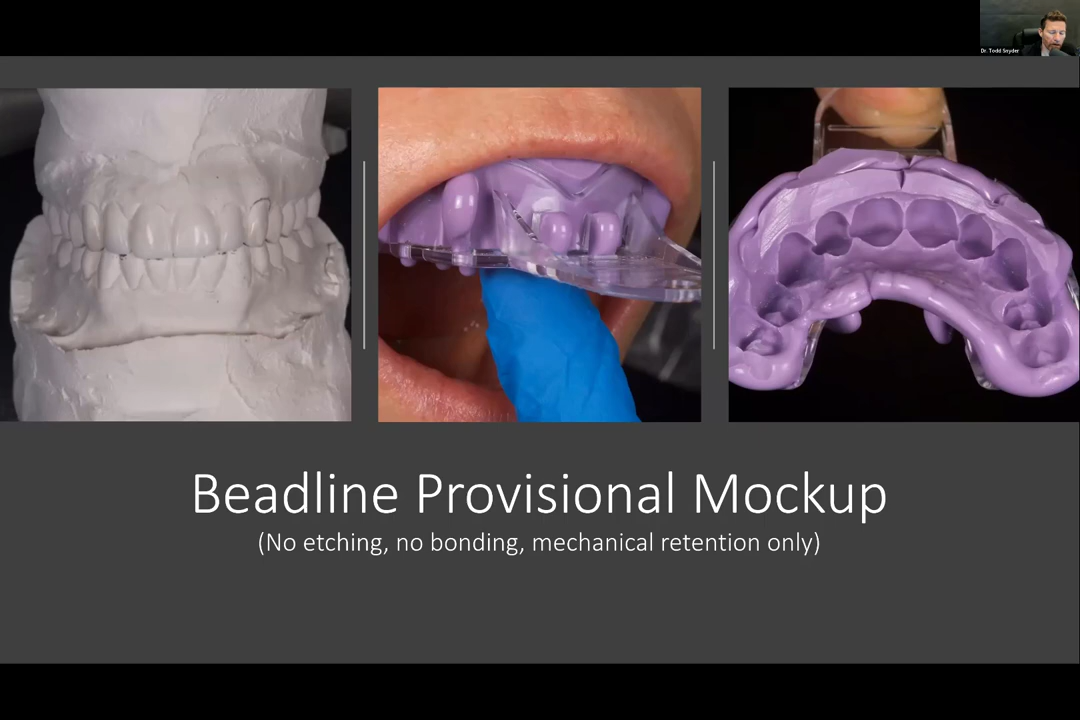 Dr. Todd Snyder
Beadline Provisional Mockup
(No etching, no bonding, mechanical retention only)